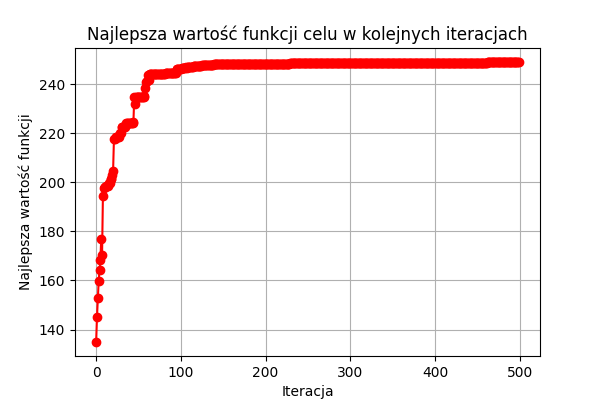 Najlepsza wartość funkcji celu w kolejnych iteracjach
Najlepsza wartość funkcji
240
220
200
180
160
140
0 100 200 300 400 500
Iteracja